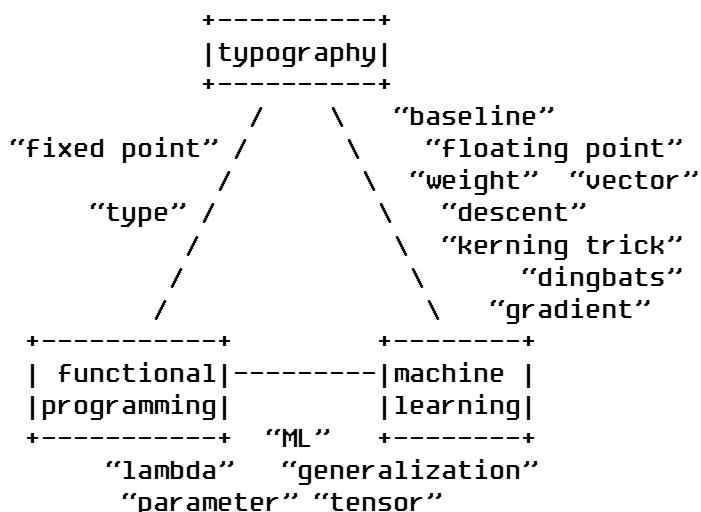 typography
“baseline”
“fixed point” “floating point”
“weight” “vector”
“type” “descent”
“kerning trick”
“dingbats”
“gradient”
functional machine
programming learning
“ML”
“lambda” “generalization”
“parameter” “tensor”